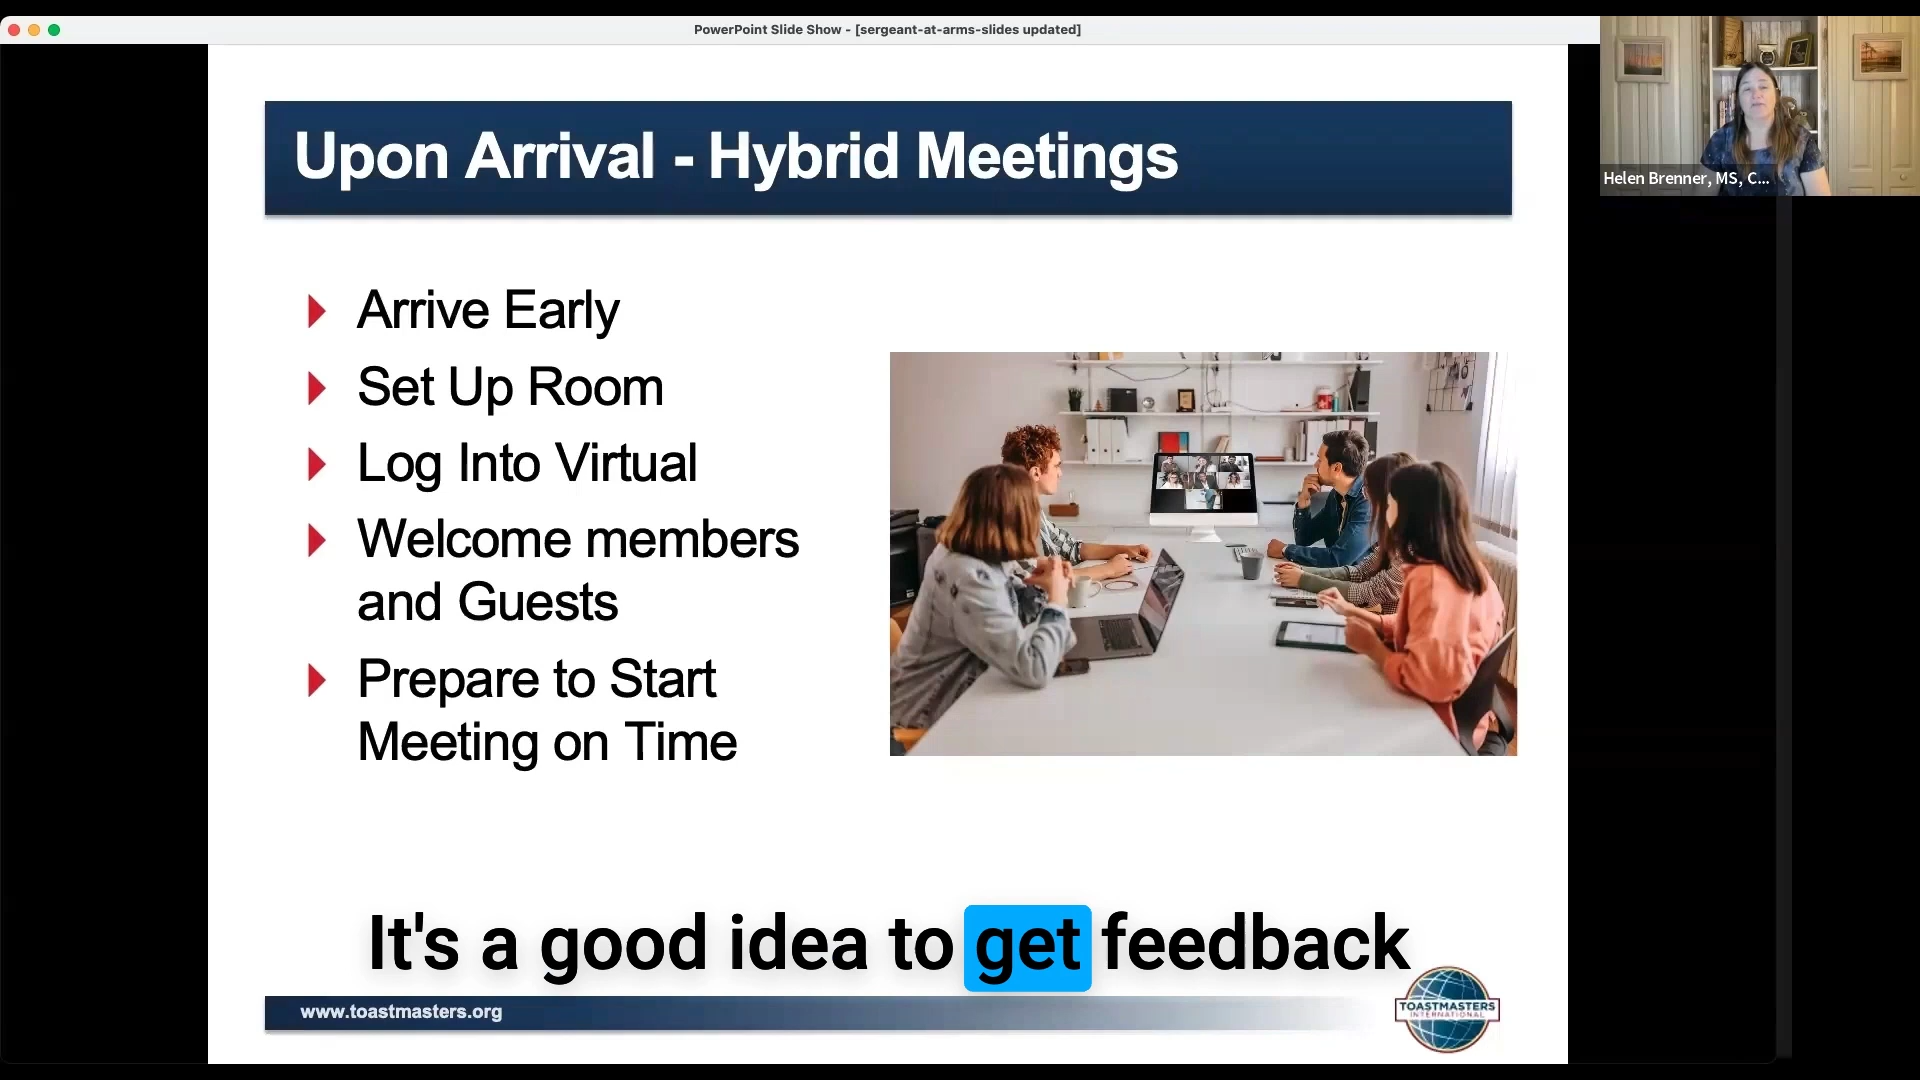 PowerPoint Slide Show - [sergeant-at-arms-slides updated]
Helen Brenner, MS, C...
Upon Arrival - Hybrid Meetings
Arrive Early
Set Up Room
Log Into Virtual
Welcome members
and Guests
Prepare to Start
Meeting on Time
It's a good idea to get feedback
www.toastmasters.org
TOASTMASTERS
INTERNATIONAL